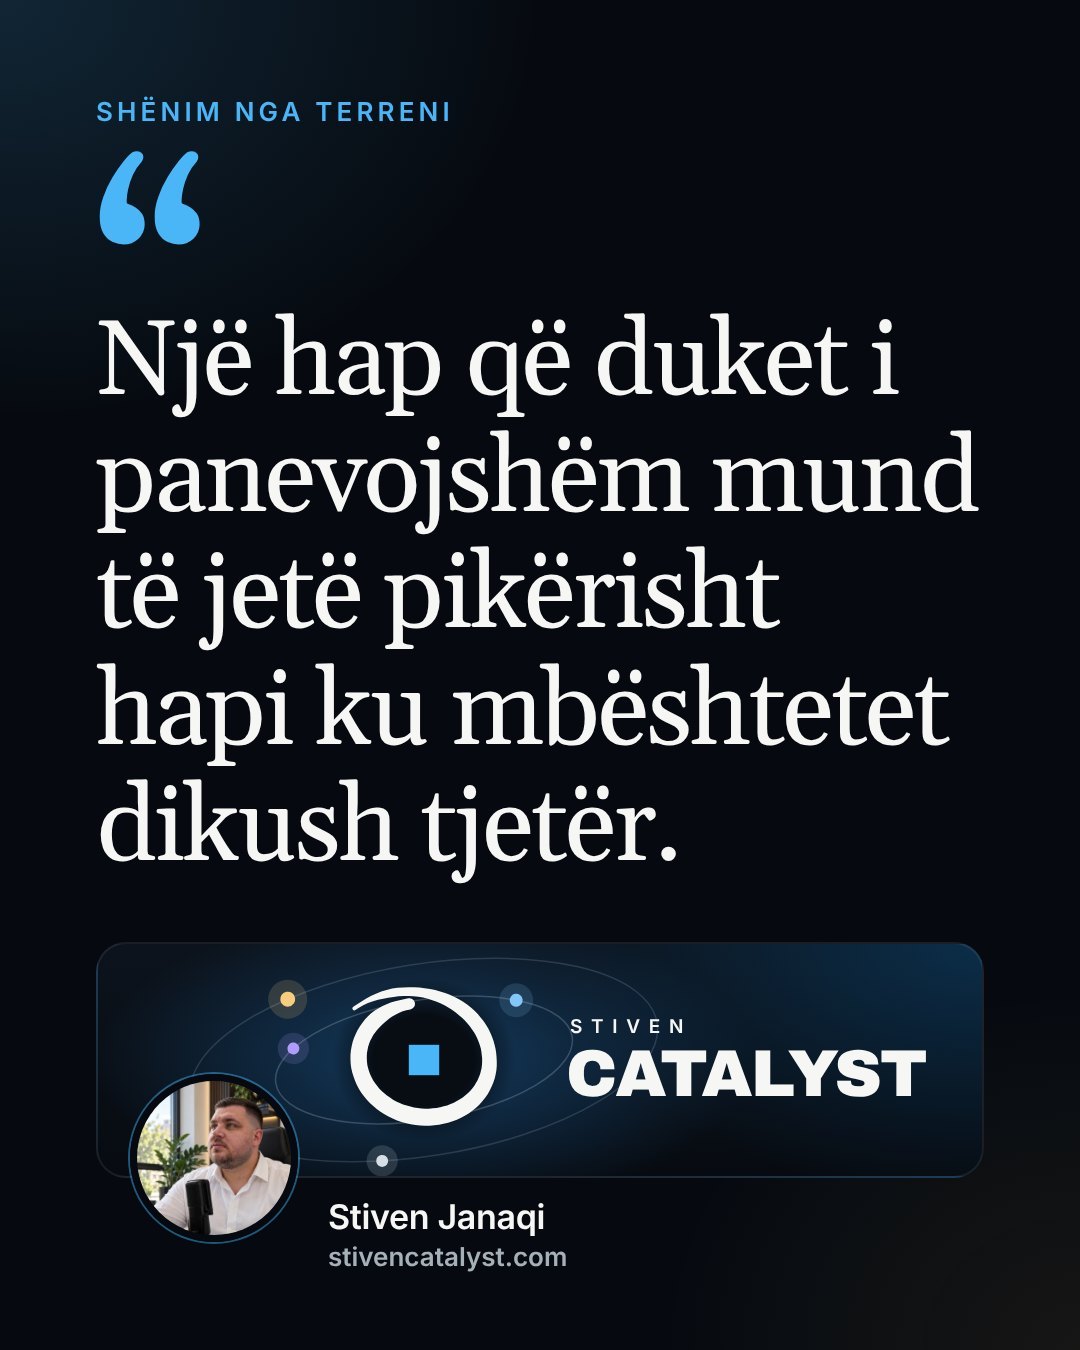 SHËNIM NGA TERRENI
“
Një hap që duket i
panevojshëm mund
të jetë pikërisht
hapi ku mbështetet
dikush tjetër.
STIVEN
CATALYST
Stiven Janaqi
stivencatalyst.com